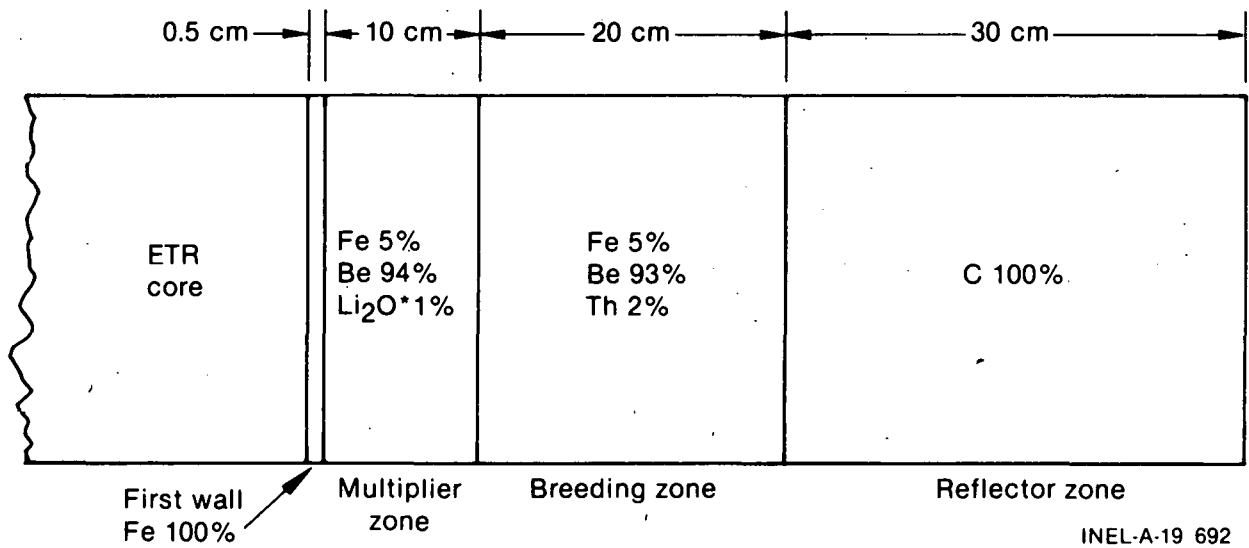 0.5 cm
10 cm
20 cm
30 cm
ETR
core
Fe 5%
Be 94%
Li2O* 1%
Fe 5%
Be 93%
Th 2%
C 100%
First wall
Fe 100%
Multiplier
zone
Breeding zone
Reflector zone
INEL-A-19 692